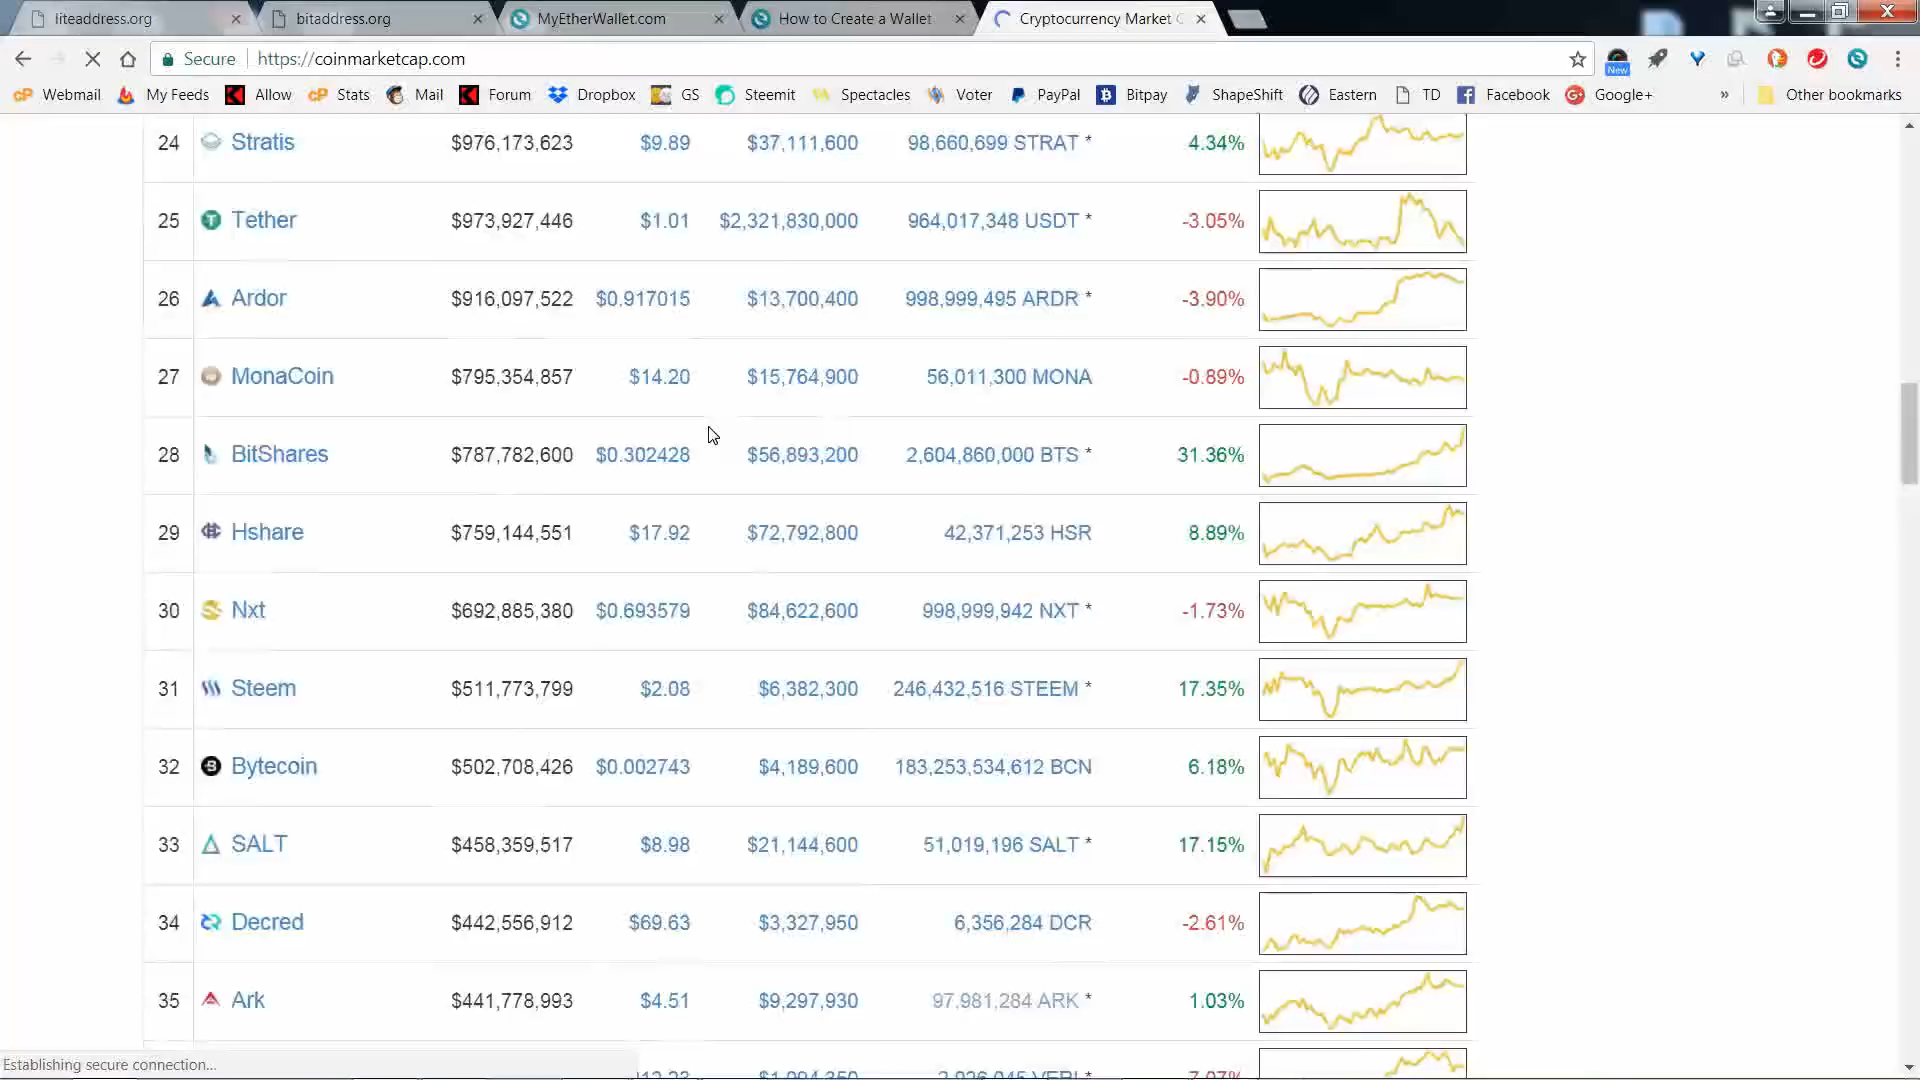 liteaddress.org bitaddress.org MyEtherWallet.com How to Create a Wallet Cryptocurrency Market C
Secure https://coinmarketcap.com New
Webmail My Feeds Allow Stats Mail Forum Dropbox GS Steemit Spectacles Voter PayPal Bitpay ShapeShift Eastern TD Facebook Google+ » Other bookmarks
24 Stratis $976,173,623 $9.89 $37,111,600 98,660,699 STRAT * 4.34%
25 Tether $973,927,446 $1.01 $2,321,830,000 964,017,348 USDT * -3.05%
26 Ardor $916,097,522 $0.917015 $13,700,400 998,999,495 ARDR * -3.90%
27 MonaCoin $795,354,857 $14.20 $15,764,900 56,011,300 MONA -0.89%
28 BitShares $787,782,600 $0.302428 $56,893,200 2,604,860,000 BTS * 31.36%
29 Hshare $759,144,551 $17.92 $72,792,800 42,371,253 HSR 8.89%
30 Nxt $692,885,380 $0.693579 $84,622,600 998,999,942 NXT * -1.73%
31 Steem $511,773,799 $2.08 $6,382,300 246,432,516 STEEM * 17.35%
32 Bytecoin $502,708,426 $0.002743 $4,189,600 183,253,534,612 BCN 6.18%
33 SALT $458,359,517 $8.98 $21,144,600 51,019,196 SALT * 17.15%
34 Decred $442,556,912 $69.63 $3,327,950 6,356,284 DCR -2.61%
35 Ark $441,778,993 $4.51 $9,297,930 97,981,284 ARK * 1.03%
Establishing secure connection...